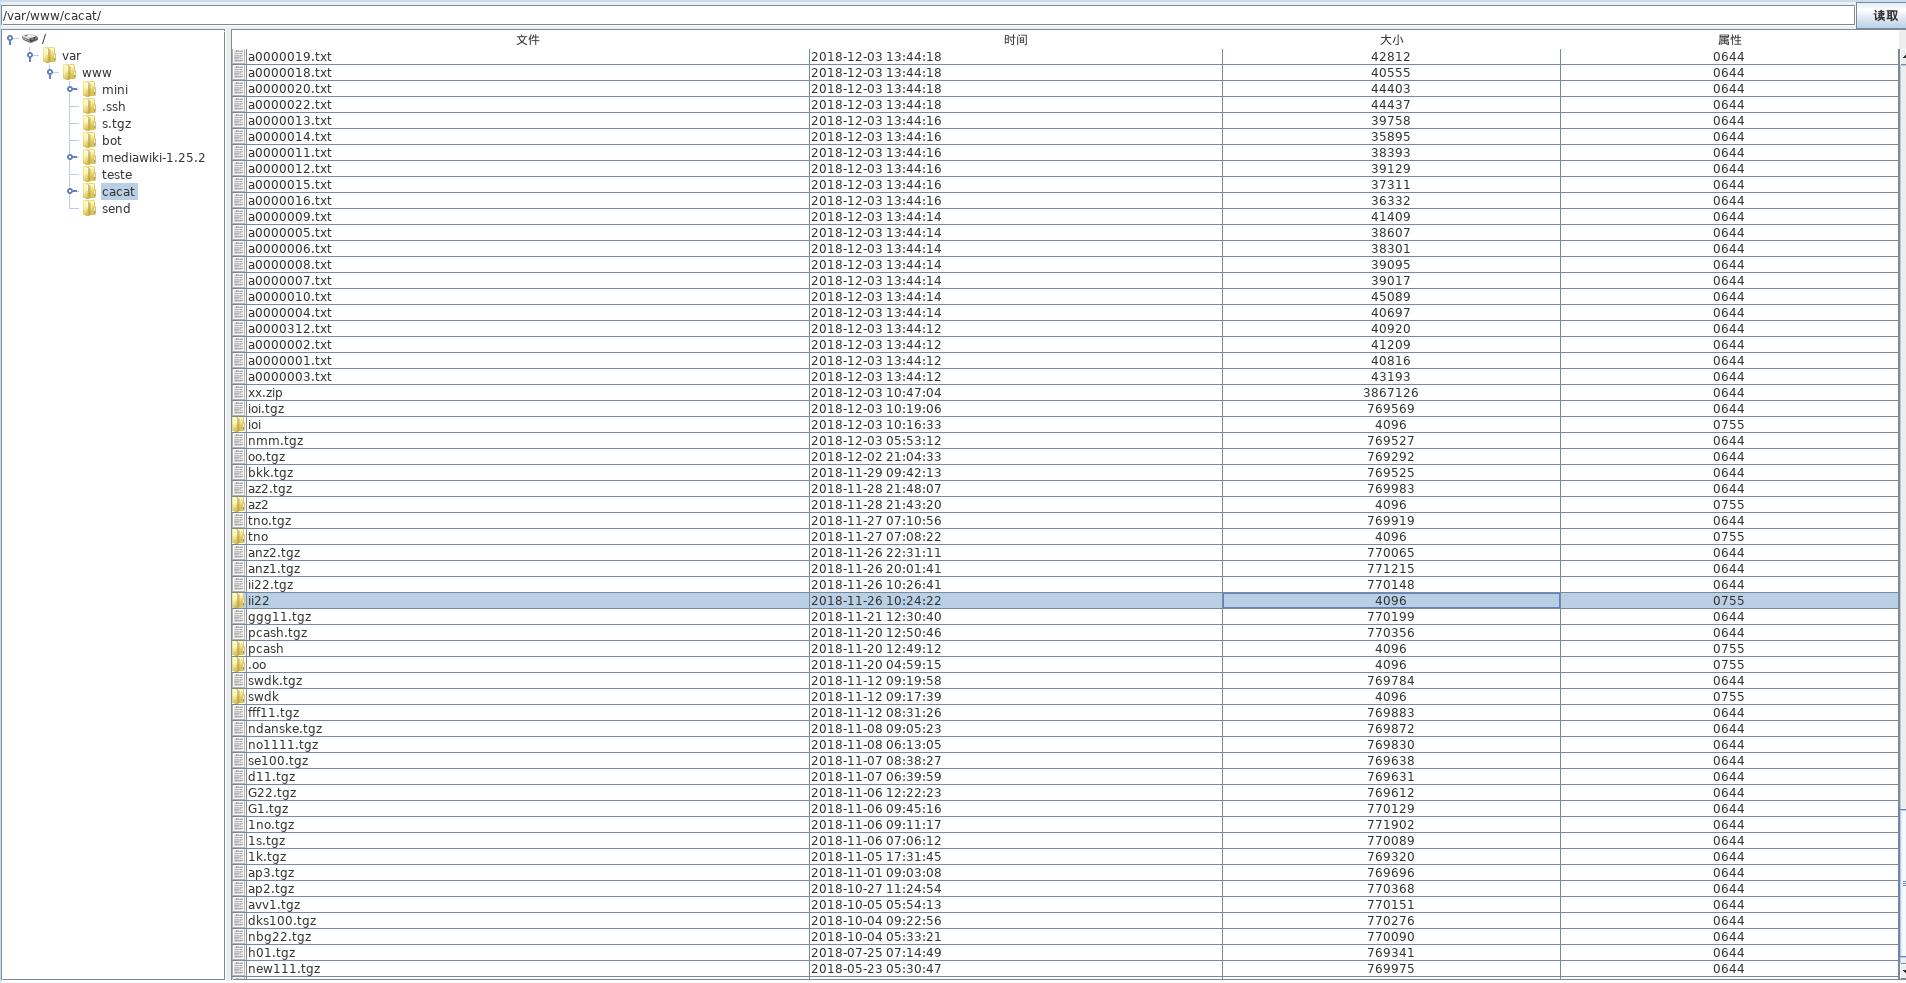 /var/www/cacat/ 读取
/
var
www
mini
.ssh
s.tgz
bot
mediawiki-1.25.2
teste
cacat
send
文件 时间 大小 属性
a0000019.txt 2018-12-03 13:44:18 42812 0644
a0000018.txt 2018-12-03 13:44:18 40555 0644
a0000020.txt 2018-12-03 13:44:18 44403 0644
a0000022.txt 2018-12-03 13:44:18 44437 0644
a0000013.txt 2018-12-03 13:44:16 39758 0644
a0000014.txt 2018-12-03 13:44:16 35895 0644
a0000011.txt 2018-12-03 13:44:16 38393 0644
a0000012.txt 2018-12-03 13:44:16 39129 0644
a0000015.txt 2018-12-03 13:44:16 37311 0644
a0000016.txt 2018-12-03 13:44:16 36332 0644
a0000009.txt 2018-12-03 13:44:14 41409 0644
a0000005.txt 2018-12-03 13:44:14 38607 0644
a0000006.txt 2018-12-03 13:44:14 38301 0644
a0000008.txt 2018-12-03 13:44:14 39095 0644
a0000007.txt 2018-12-03 13:44:14 39017 0644
a0000010.txt 2018-12-03 13:44:14 45089 0644
a0000004.txt 2018-12-03 13:44:14 40697 0644
a0000312.txt 2018-12-03 13:44:12 40920 0644
a0000002.txt 2018-12-03 13:44:12 41209 0644
a0000001.txt 2018-12-03 13:44:12 40816 0644
a0000003.txt 2018-12-03 13:44:12 43193 0644
xx.zip 2018-12-03 10:47:04 3867126 0644
ioi.tgz 2018-12-03 10:19:06 769569 0644
ioi 2018-12-03 10:16:33 4096 0755
nmm.tgz 2018-12-03 05:53:12 769527 0644
oo.tgz 2018-12-02 21:04:33 769292 0644
bkk.tgz 2018-11-29 09:42:13 769525 0644
az2.tgz 2018-11-28 21:48:07 769983 0644
az2 2018-11-28 21:43:20 4096 0755
tno.tgz 2018-11-27 07:10:56 769919 0644
tno 2018-11-27 07:08:22 4096 0755
anz2.tgz 2018-11-26 22:31:11 770065 0644
anz1.tgz 2018-11-26 20:01:41 771215 0644
ii22.tgz 2018-11-26 10:26:41 770148 0644
ii22 2018-11-26 10:24:22 4096 0755
ggg11.tgz 2018-11-21 12:30:40 770199 0644
pcash.tgz 2018-11-20 12:50:46 770356 0644
pcash 2018-11-20 12:49:12 4096 0755
.oo 2018-11-20 04:59:15 4096 0755
swdk.tgz 2018-11-12 09:19:58 769784 0644
swdk 2018-11-12 09:17:39 4096 0755
fff11.tgz 2018-11-12 08:31:26 769883 0644
ndanske.tgz 2018-11-08 09:05:23 769872 0644
no1111.tgz 2018-11-08 06:13:05 769830 0644
se100.tgz 2018-11-07 08:38:27 769638 0644
d11.tgz 2018-11-07 06:39:59 769631 0644
G22.tgz 2018-11-06 12:22:23 769612 0644
G1.tgz 2018-11-06 09:45:16 770129 0644
1no.tgz 2018-11-06 09:11:17 771902 0644
1s.tgz 2018-11-06 07:06:12 770089 0644
1k.tgz 2018-11-05 17:31:45 769320 0644
ap3.tgz 2018-11-01 09:03:08 769696 0644
ap2.tgz 2018-10-27 11:24:54 770368 0644
avv1.tgz 2018-10-05 05:54:13 770151 0644
dks100.tgz 2018-10-04 09:22:56 770276 0644
nbg22.tgz 2018-10-04 05:33:21 770090 0644
h01.tgz 2018-07-25 07:14:49 769341 0644
new111.tgz 2018-05-23 05:30:47 769975 0644